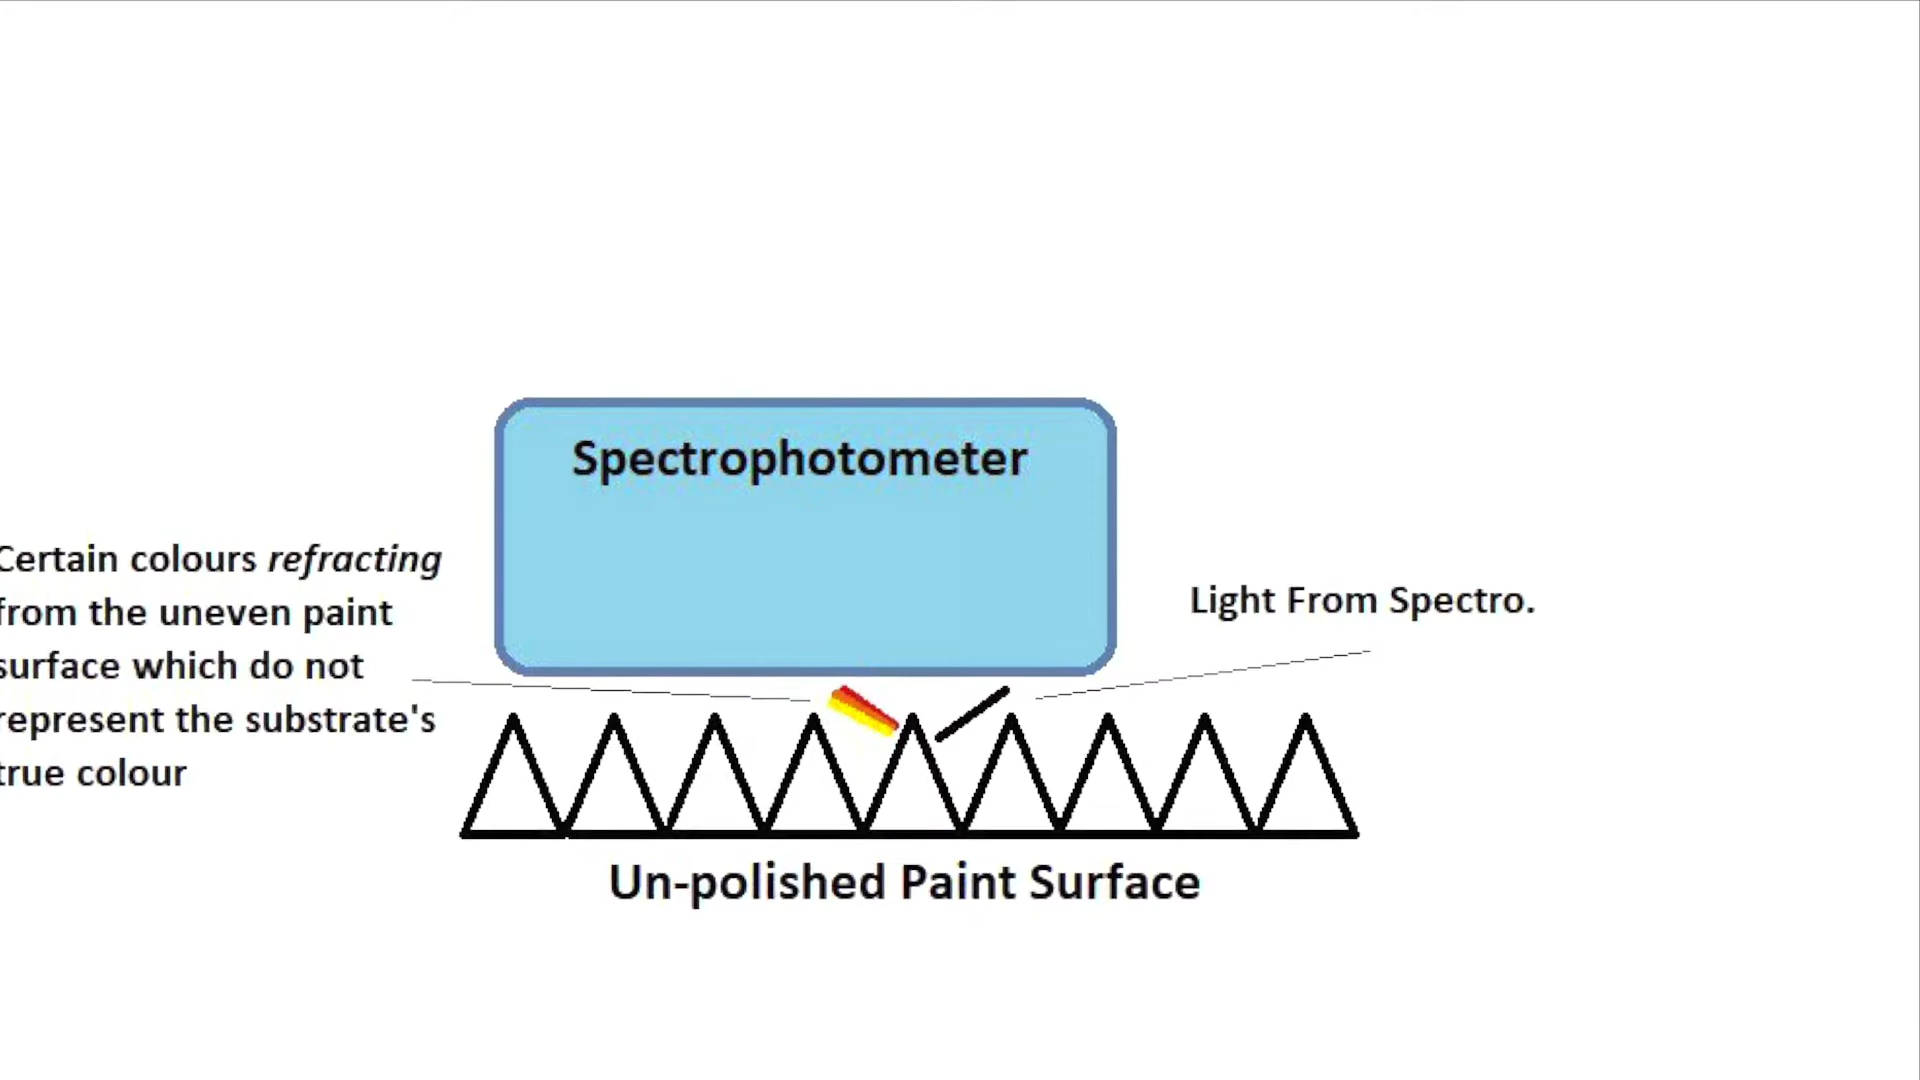 Spectrophotometer
Certain colours refracting
from the uneven paint
surface which do not
represent the substrate's
true colour
Light From Spectro.
Un-polished Paint Surface